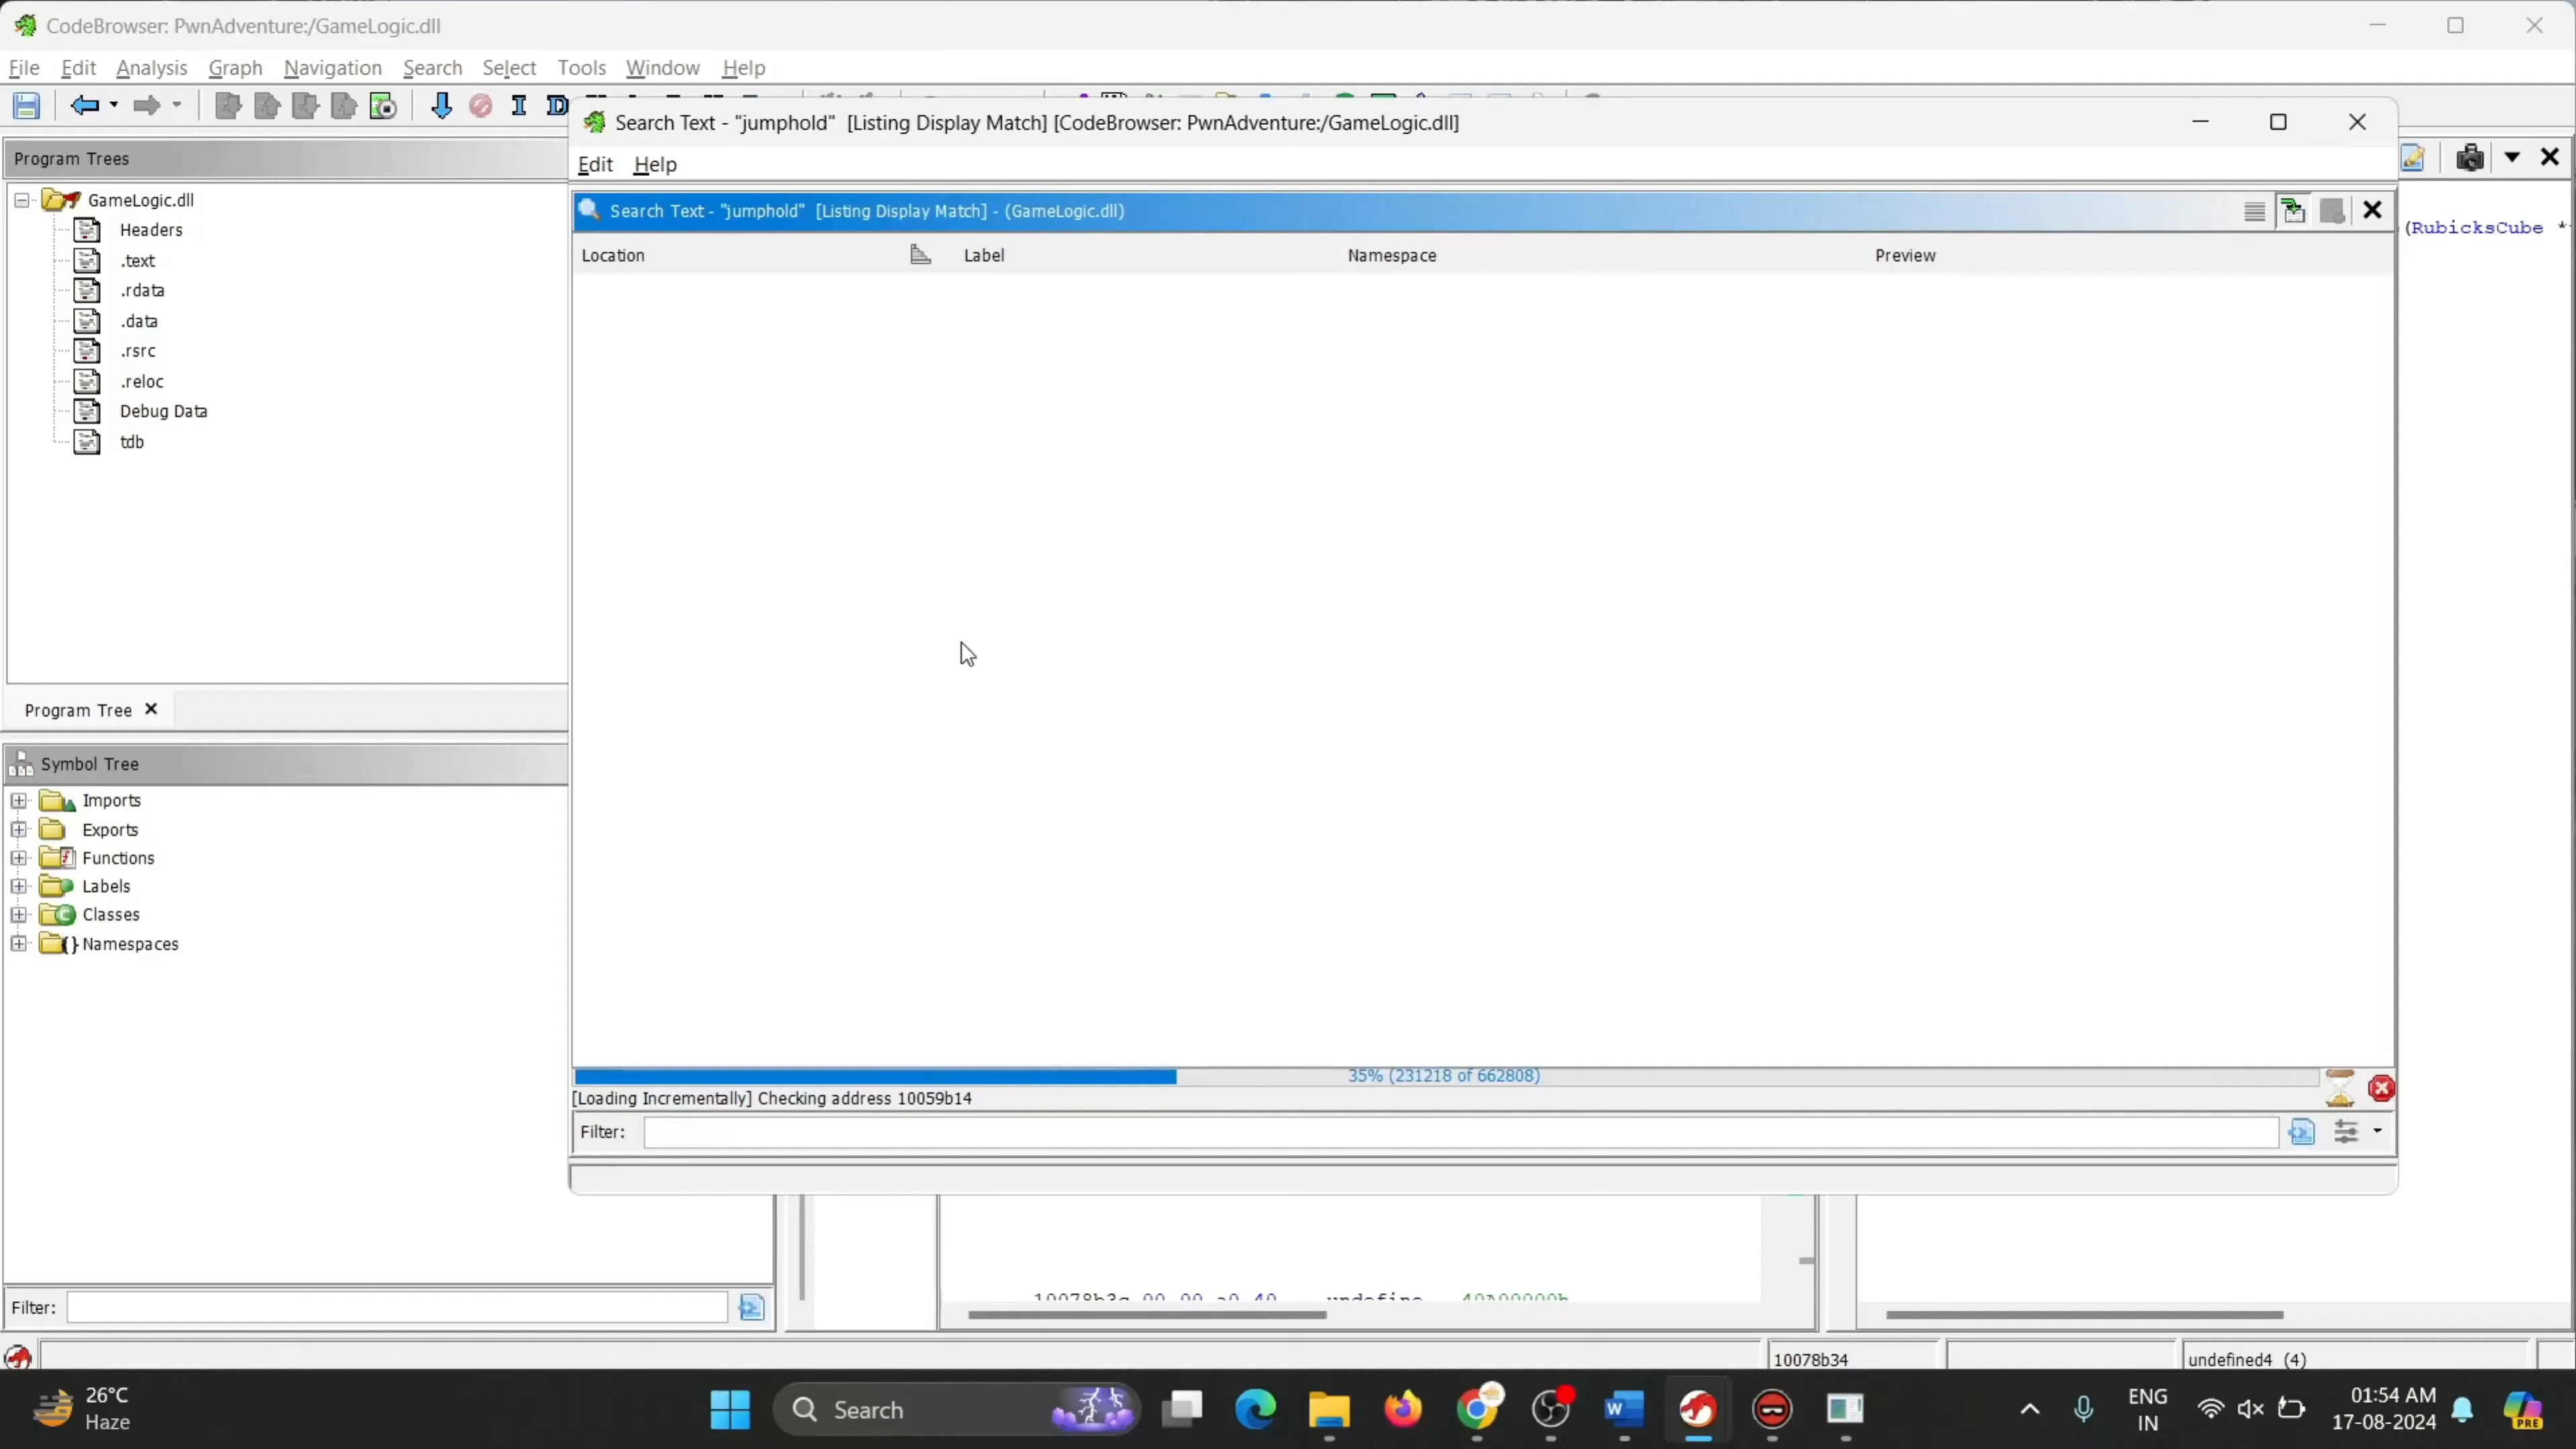 CodeBrowser: PwnAdventure:/GameLogic.dll
File Edit Analysis Graph Navigation Search Select Tools Window Help
Search Text - "jumphold" [Listing Display Match] [CodeBrowser: PwnAdventure:/GameLogic.dll]
Edit Help
Program Trees
GameLogic.dll
Headers
.text
.rdata
.data
.rsrc
.reloc
Debug Data
tdb
Program Tree
Search Text - "jumphold" [Listing Display Match] - (GameLogic.dll)
Location Label Namespace Preview
(RubicksCube *
Symbol Tree
Imports
Exports
Functions
Labels
Classes
Namespaces
35% (231218 of 662808)
[Loading Incrementally] Checking address 10059b14
Filter:
Filter:
10078b34 undefined4 (4)
26°C
Haze
Search
ENG
IN
01:54 AM
17-08-2024
PRE